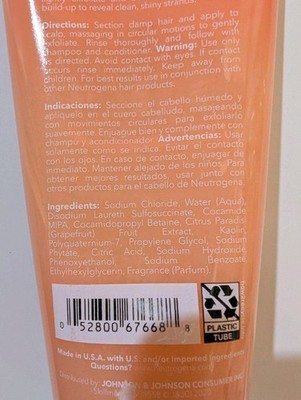 build-up to reveal clean, shiny strands.
Directions: Section damp hair and apply to
scalp, massaging in circular motions to gently
exfoliate. Rinse thoroughly and follow with
shampoo and conditioner. Warning: Use only
as directed. Avoid contact with eyes. If contact
occurs rinse immediately. Keep away from
children. For best results use in conjunction with
other Neutrogena hair products.
Indicaciones: Seccione el cabello húmedo y
aplíquelo en el cuero cabelludo, masajeando
con movimientos circulares para exfoliarlo
suavemente. Enjuague bien y complemente con
champú y acondicionador. Advertencias: Use
solamente como se indica. Evitar el contacto
con los ojos. En caso de contacto, enjuagar de
inmediato. Mantener alejado de los niños. Para
obtener mejores resultados, usar junto con
otros productos para el cabello de Neutrogena.
Ingredients: Sodium Chloride, Water (Aqua),
Disodium Laureth Sulfosuccinate, Cocamide
MIPA, Cocamidopropyl Betaine, Citrus Paradisi
(Grapefruit) Fruit Extract, Kaolin,
Polyquaternium-7, Propylene Glycol, Sodium
Phytate, Citric Acid, Sodium Hydroxide,
Phenoxyethanol, Sodium Benzoate,
Ethylhexylglycerin, Fragrance (Parfum).
0 52800 67668 8
PLASTIC
TUBE
Made in U.S.A. with U.S. and/or imported ingredients
Questions?
Distributed by JOHNSON & JOHNSON CONSUMER INC.